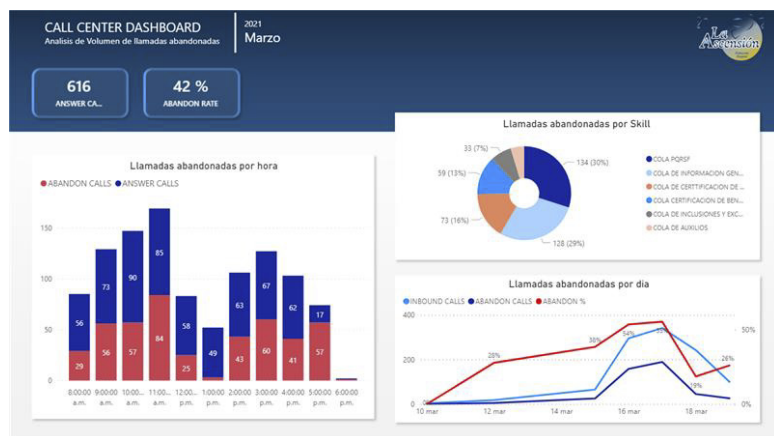 CALL CENTER DASHBOARD
Analisis de Volumen de llamadas abandonadas
2021
Marzo
La Ascensión
616
ANSWER CA...
42 %
ABANDON RATE
Llamadas abandonadas por hora
ABANDON CALLS ANSWER CALLS
150
100
50
0
56 73 90 85 58 49 63 67 62 17
29 56 57 84 25 43 60 41 57
8:00:00 9:00:00 10:00... 11:00... 12:00... 1:00:00 2:00:00 3:00:00 4:00:00 5:00:00 6:00:00
a.m. a.m. a.m. a.m. p.m. p.m. p.m. p.m. p.m. p.m. p.m.
Llamadas abandonadas por Skill
33 (7%)
59 (13%)
73 (16%)
134 (30%)
128 (29%)
COLA PQRSF
COLA DE INFORMACION GEN...
COLA DE CERTTIFICACION DE ...
COLA CERTIFICACION DE BEN...
COLA DE INCLUSIONES Y EXC...
COLA DE AUXILIOS
Llamadas abandonadas por dia
INBOUND CALLS ABANDON CALLS ABANDON %
400
200
0
50%
0%
28% 38% 54% 19% 26%
10 mar 12 mar 14 mar 16 mar 18 mar